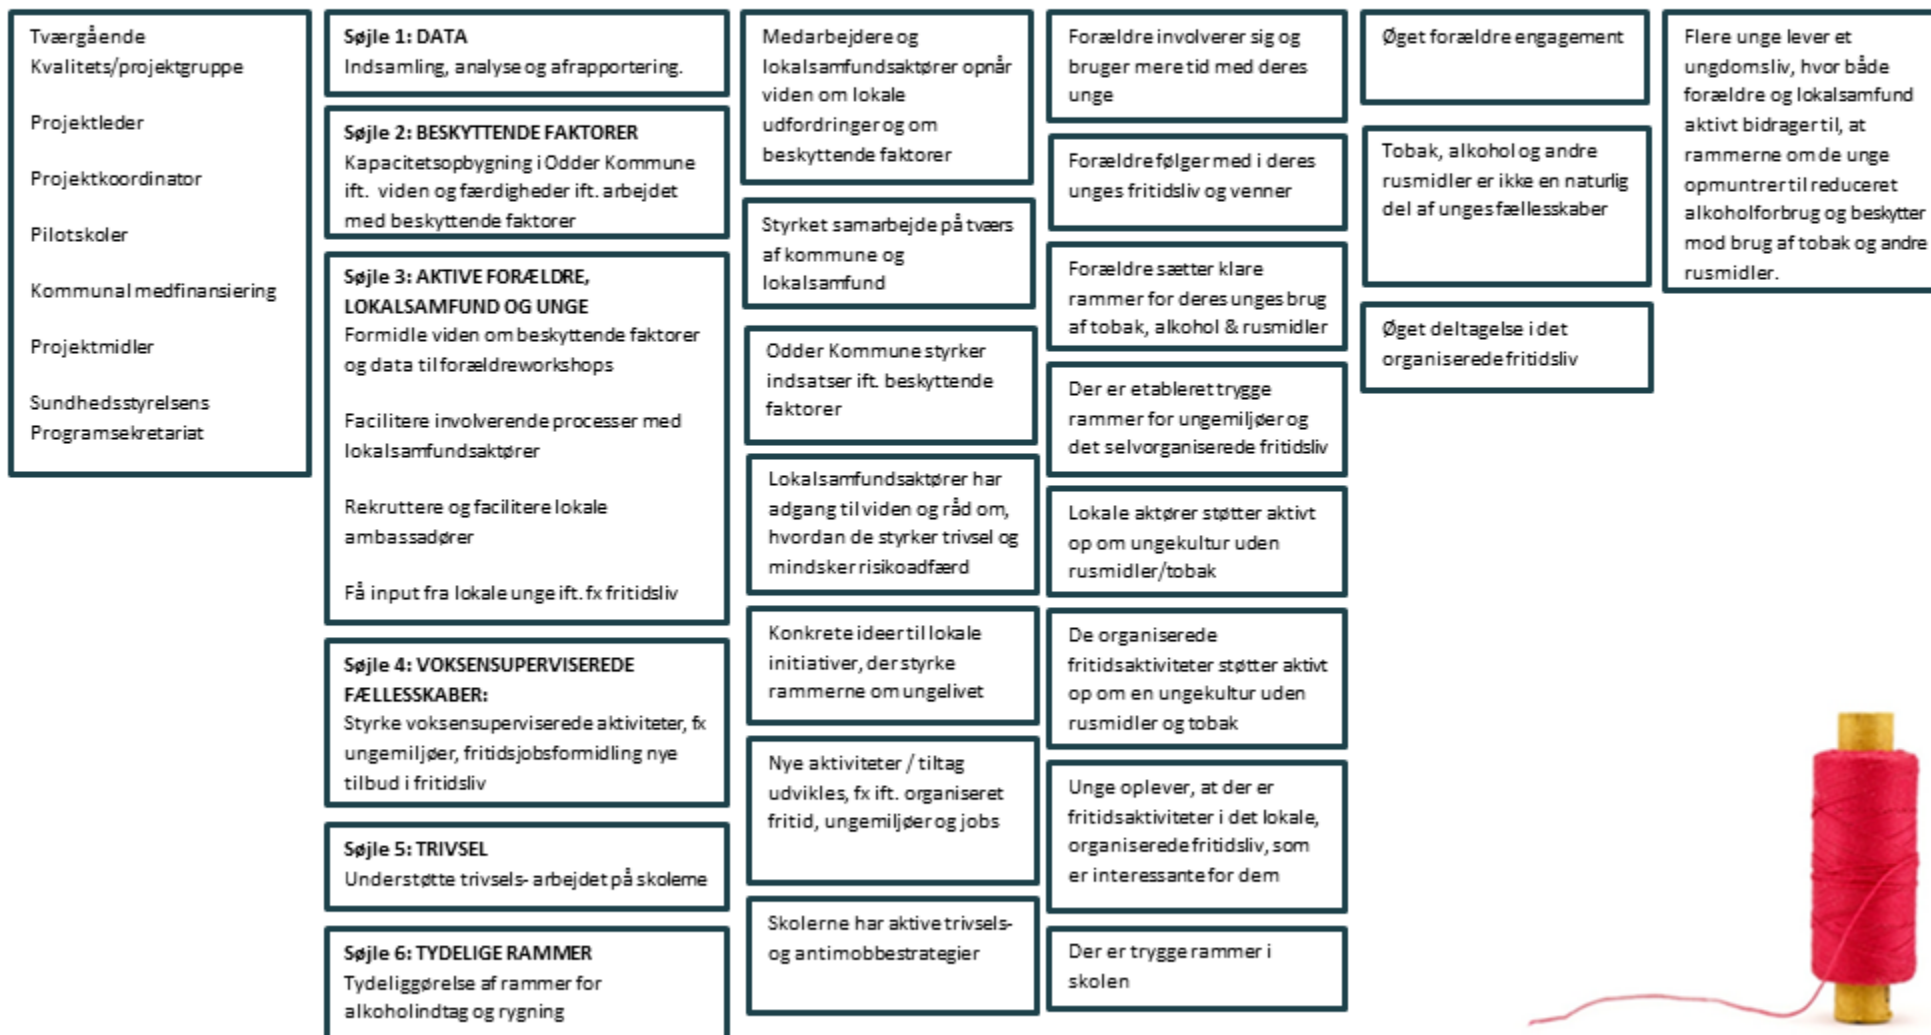 Tværgående
Kvalitets/projektgruppe
Projektleder
Projektkoordinator
Pilotskoler
Kommunal medfinansiering
Projektmidler
Sundhedsstyrelsens
Programsekretariat
Søjle 1: DATA
Indsamling, analyse og afrapportering.
Søjle 2: BESKYTTENDE FAKTORER
Kapacitetsopbygning i Odder Kommune
ift. viden og færdigheder ift. arbejdet
med beskyttende faktorer
Søjle 3: AKTIVE FORÆLDRE,
LOKALSAMFUND OG UNGE
Formidle viden om beskyttende faktorer
og data til forældreworkshops
Facilitere involverende processer med
lokalsamfundsaktører
Rekruttere og facilitere lokale
ambassadører
Få input fra lokale unge ift. fx fritidsliv
Søjle 4: VOKSENSUPERVISEREDE
FÆLLESSKABER:
Styrke voksensuperviserede aktiviteter, fx
ungemiljøer, fritidsjobsformidling nye
tilbud i fritidsliv
Søjle 5: TRIVSEL
Understøtte trivsels- arbejdet på skolerne
Søjle 6: TYDELIGE RAMMER
Tydeliggørelse af rammer for
alkoholindtag og rygning
Medarbejdere og
lokalsamfundsaktører opnår
viden om lokale
udfordringer og om
beskyttende faktorer
Styrket samarbejde på tværs
af kommune og
lokalsamfund
Odder Kommune styrker
indsatser ift. beskyttende
faktorer
Lokalsamfundsaktører har
adgang til viden og råd om,
hvordan de styrker trivsel og
mindsker risikoadfærd
Konkrete ideer til lokale
initiativer, der styrke
rammerne om ungelivet
Nye aktiviteter / tiltag
udvikles, fx ift. organiseret
fritid, ungemiljøer og jobs
Skolerne har aktive trivsels-
og antimobbestrategier
Forældre involverer sig og
bruger mere tid med deres
unge
Forældre følger med i deres
unges fritidsliv og venner
Forældre sætter klare
rammer for deres unges brug
af tobak, alkohol & rusmidler
Der er etableret trygge
rammer for ungemiljøer og
det selvorganiserede fritidsliv
Lokale aktører støtter aktivt
op om ungekultur uden
rusmidler/tobak
De organiserede
fritidsaktiviteter støtter aktivt
op om en ungekultur uden
rusmidler og tobak
Unge oplever, at der er
fritidsaktiviteter i det lokale,
organiserede fritidsliv, som
er interessante for dem
Der er trygge rammer i
skolen
Øget forældre engagement
Tobak, alkohol og andre
rusmidler er ikke en naturlig
del af unges fællesskaber
Øget deltagelse i det
organiserede fritidsliv
Flere unge lever et
ungdomsliv, hvor både
forældre og lokalsamfund
aktivt bidrager til, at
rammerne om de unge
opmuntrer til reduceret
alkoholforbrug og beskytter
mod brug af tobak og andre
rusmidler.